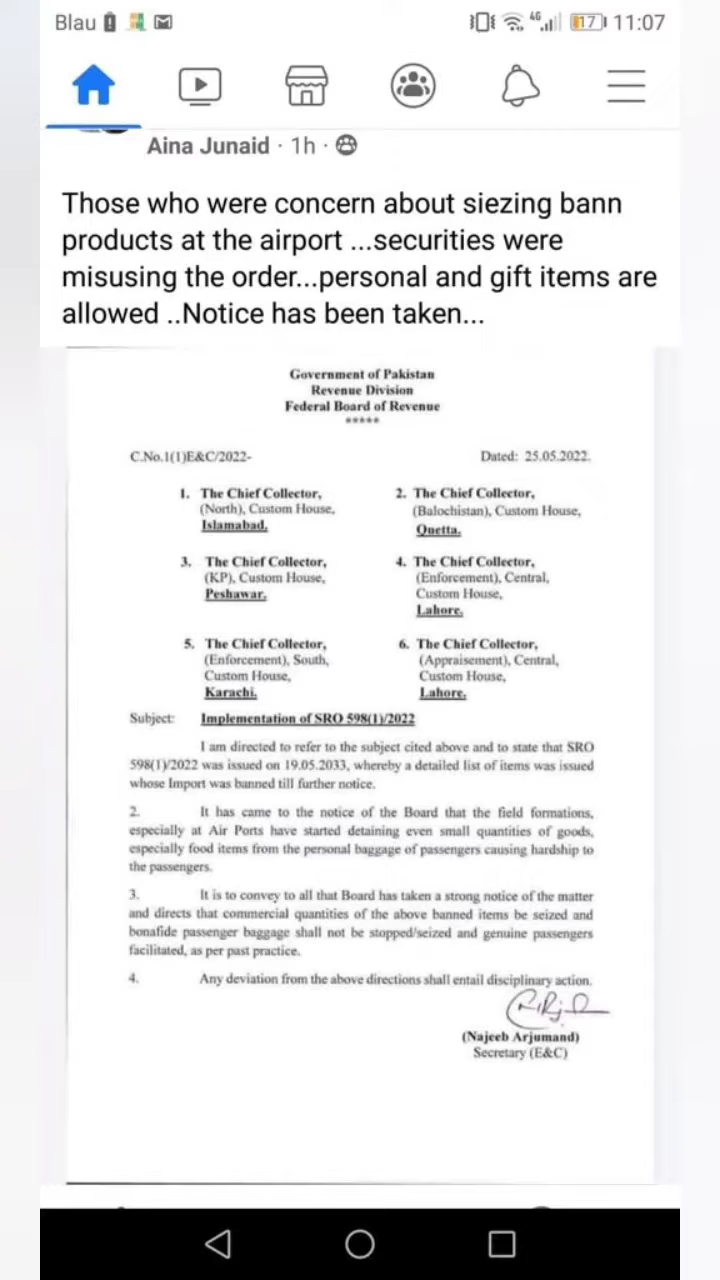 Blau 17 11:07
4G
Aina Junaid · 1h ·
Those who were concern about siezing bann
products at the airport ...securities were
misusing the order...personal and gift items are
allowed ..Notice has been taken...
Government of Pakistan
Revenue Division
Federal Board of Revenue
*****
C.No.1(1)E&C/2022- Dated: 25.05.2022.
1. The Chief Collector,
(North), Custom House,
Islamabad.
2. The Chief Collector,
(Balochistan), Custom House,
Quetta.
3. The Chief Collector,
(KP), Custom House,
Peshawar.
4. The Chief Collector,
(Enforcement), Central,
Custom House,
Lahore.
5. The Chief Collector,
(Enforcement), South,
Custom House,
Karachi.
6. The Chief Collector,
(Appraisement), Central,
Custom House,
Lahore.
Subject: Implementation of SRO 598(1)/2022
I am directed to refer to the subject cited above and to state that SRO
598(1)/2022 was issued on 19.05.2033, whereby a detailed list of items was issued
whose Import was banned till further notice.
2. It has came to the notice of the Board that the field formations,
especially at Air Ports have started detaining even small quantities of goods,
especially food items from the personal baggage of passengers causing hardship to
the passengers.
3. It is to convey to all that Board has taken a strong notice of the matter
and directs that commercial quantities of the above banned items be seized and
bonafide passenger baggage shall not be stopped/seized and genuine passengers
facilitated, as per past practice.
4. Any deviation from the above directions shall entail disciplinary action.
(Najeeb Arjumand)
Secretary (E&C)